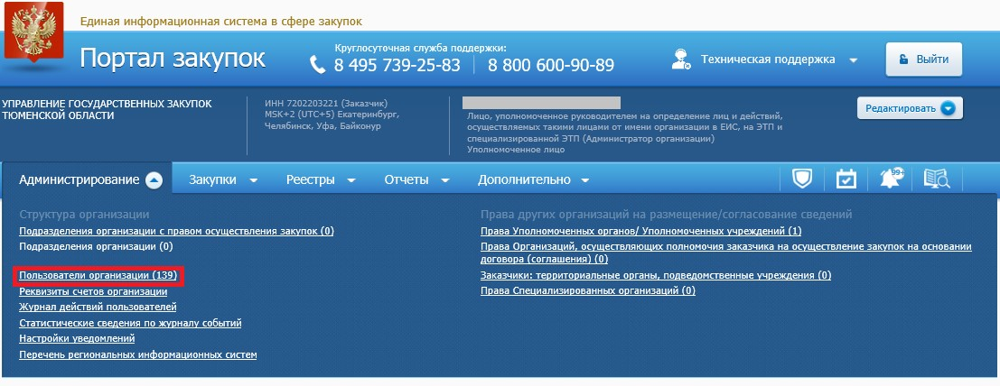 Единая информационная система в сфере закупок
Портал закупок
Круглосуточная служба поддержки:
8 495 739-25-83
8 800 600-90-89
Техническая поддержка
Выйти
УПРАВЛЕНИЕ ГОСУДАРСТВЕННЫХ ЗАКУПОК
ТЮМЕНСКОЙ ОБЛАСТИ
ИНН 7202203221 (Заказчик)
MSK+2 (UTC+5) Екатеринбург,
Челябинск, Уфа, Байконур
Лицо, уполномоченное руководителем на определение лиц и действий,
осуществляемых такими лицами от имени организации в ЕИС, на ЭТП и
специализированной ЭТП (Администратор организации)
Уполномоченное лицо
Редактировать
Администрирование
Закупки
Реестры
Отчеты
Дополнительно
99+
Структура организации
Подразделения организации с правом осуществления закупок (0)
Подразделения организации (0)
Пользователи организации (139)
Реквизиты счетов организации
Журнал действий пользователей
Статистические сведения по журналу событий
Настройки уведомлений
Перечень региональных информационных систем
Права других организаций на размещение/согласование сведений
Права Уполномоченных органов/ Уполномоченных учреждений (1)
Права Организаций, осуществляющих полномочия заказчика на осуществление закупок на основании
договора (соглашения) (0)
Заказчики: территориальные органы, подведомственные учреждения (0)
Права Специализированных организаций (0)